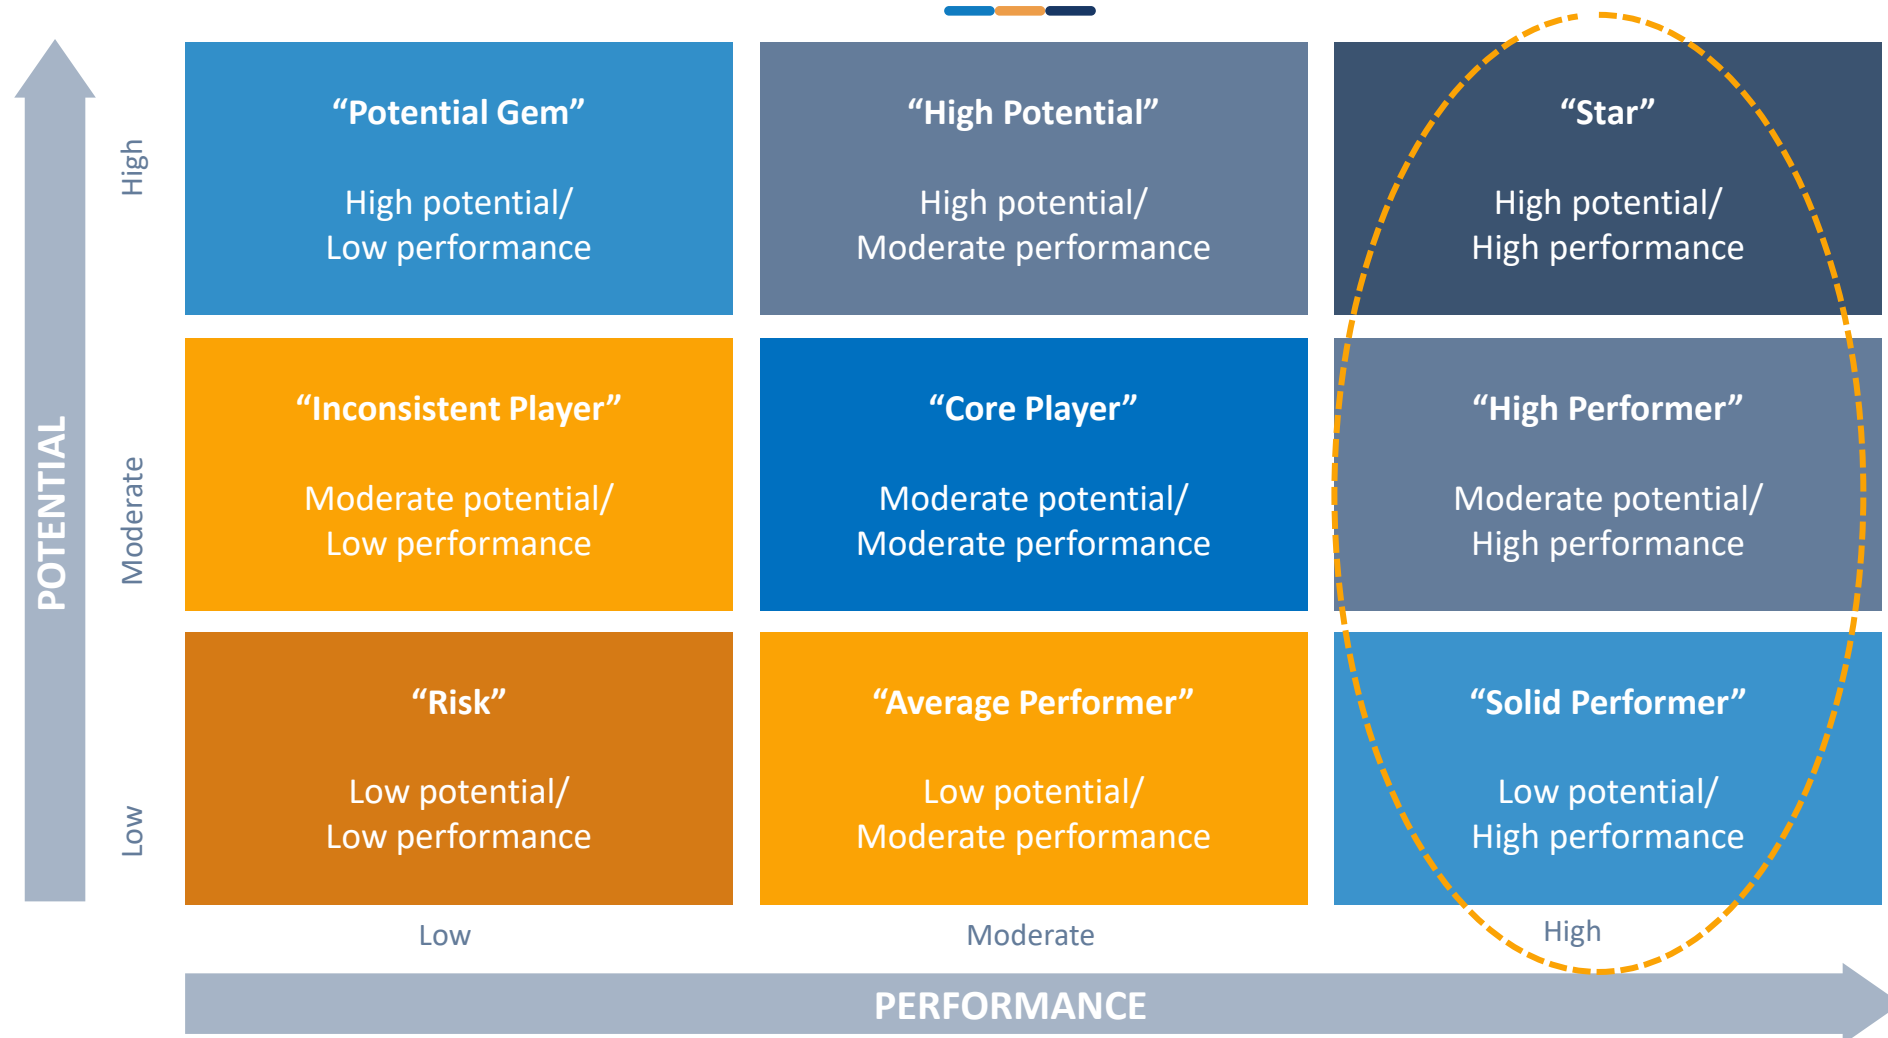 “Potential Gem”
High potential/
Low performance
“High Potential”
High potential/
Moderate performance
“Star”
High potential/
High performance
High
“Inconsistent Player”
Moderate potential/
Low performance
“Core Player”
Moderate potential/
Moderate performance
“High Performer”
Moderate potential/
High performance
Moderate
POTENTIAL
“Risk”
Low potential/
Low performance
“Average Performer”
Low potential/
Moderate performance
“Solid Performer”
Low potential/
High performance
Low
Low
Moderate
High
PERFORMANCE